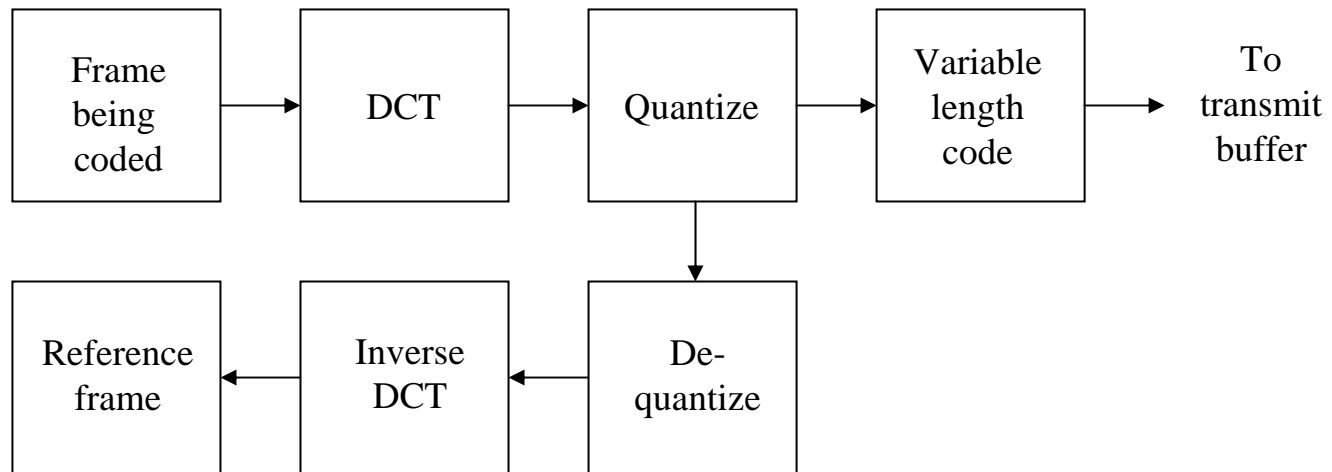 Frame
being
coded
DCT
Quantize
Variable
length
code
To
transmit
buffer
Reference
frame
Inverse
DCT
De-
quantize